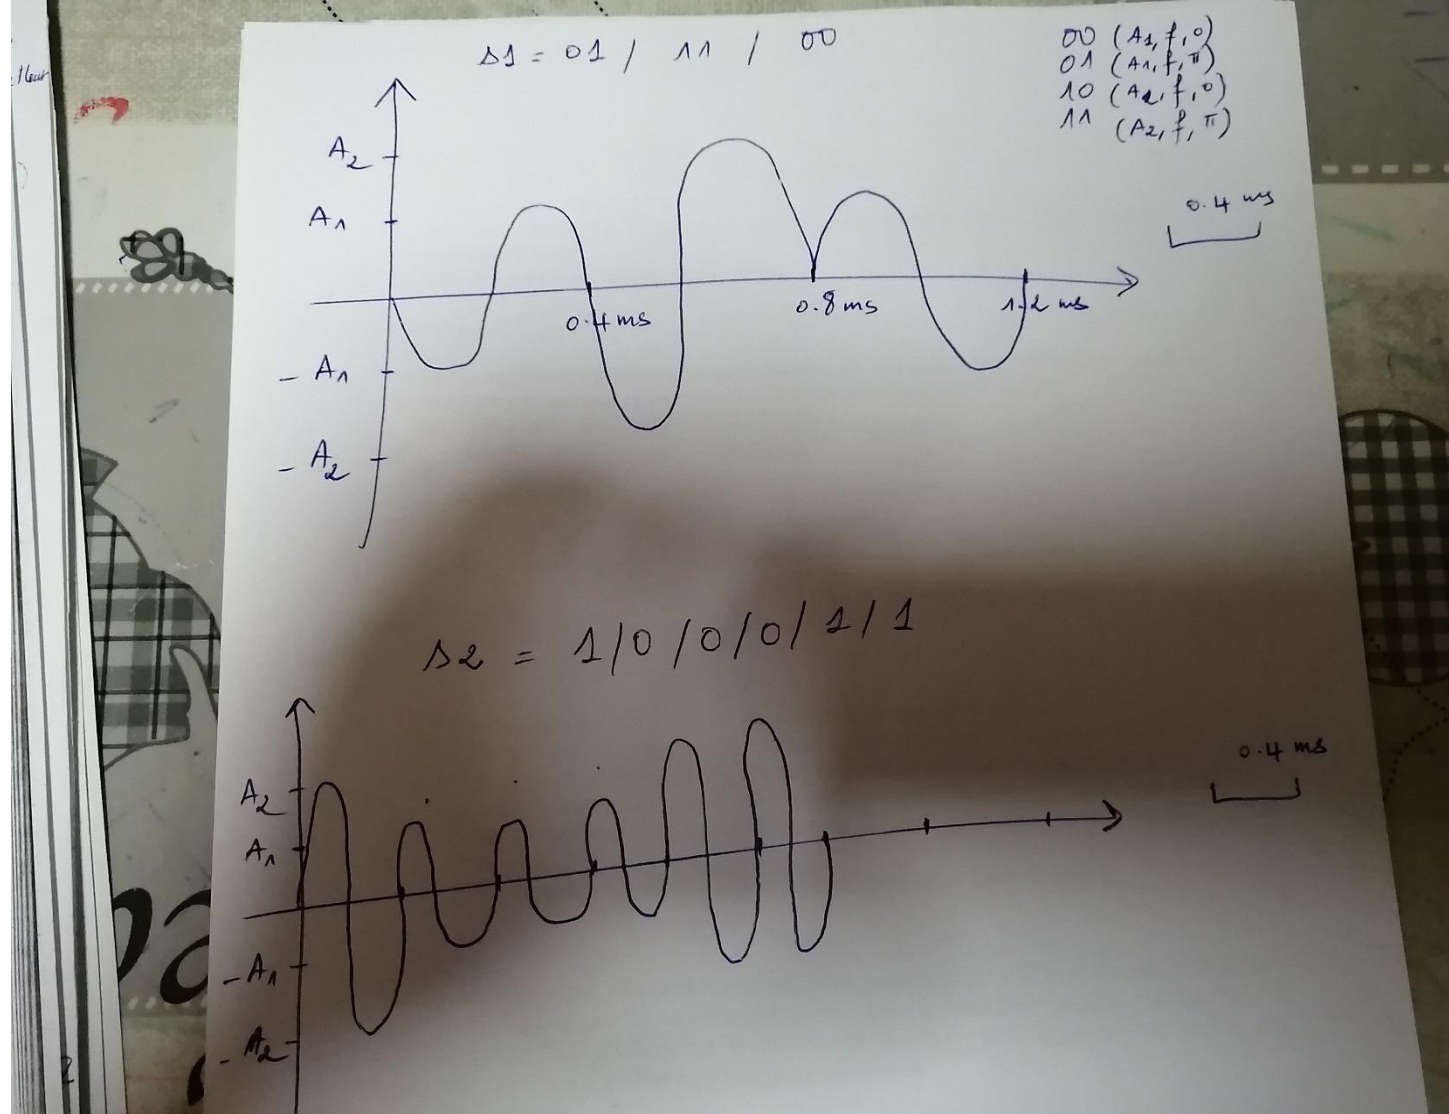 s1 = 01 / 11 / 00
00 (A1, f, 0)
01 (A1, f, π)
10 (A2, f, 0)
11 (A2, f, π)
A2
A1
0.4 ms
0.4 ms
0.8 ms
1.2 ms
- A1
- A2
s2 = 1/0/0/0/1/1
0.4 ms
A2
A1
- A1
- A2
2